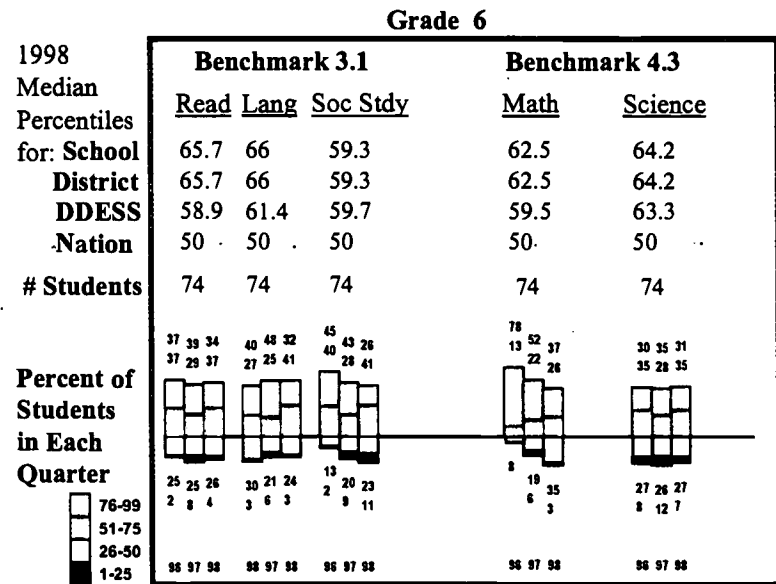 Grade 6
1998 Median Percentiles for:
Benchmark 3.1 Benchmark 4.3
Read Lang Soc Stdy Math Science
School 65.7 66 59.3 62.5 64.2
District 65.7 66 59.3 62.5 64.2
DDESS 58.9 61.4 59.7 59.5 63.3
Nation 50 50 50 50 50
# Students 74 74 74 74 74
37 39 34 40 48 32 45 43 26 78 52 37 30 35 31
37 29 37 27 25 41 40 28 41 13 22 26 35 28 35
Percent of
Students
in Each
Quarter
25 25 26 30 21 24 13 20 23 8 19 35 27 26 27
2 8 4 3 6 3 2 9 11 6 3 8 12 7
76-99
51-75
26-50
1-25
96 97 98 98 97 98 96 97 98 96 97 98 96 97 98